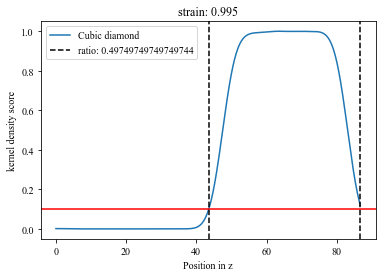 strain: 0.995
Cubic diamond
ratio: 0.49749749749749744
kernel density score
1.0
0.8
0.6
0.4
0.2
0.0
0 20 40 60 80
Position in z